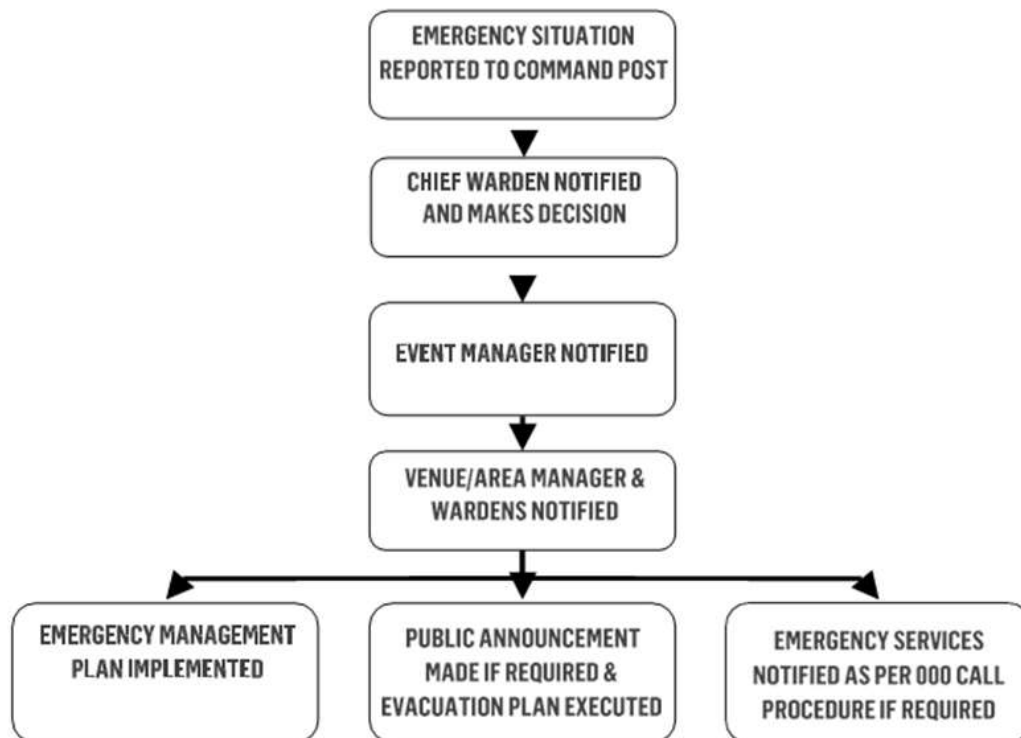 EMERGENCY SITUATION
REPORTED TO COMMAND POST
CHIEF WARDEN NOTIFIED
AND MAKES DECISION
EVENT MANAGER NOTIFIED
VENUE/AREA MANAGER &
WARDENS NOTIFIED
EMERGENCY MANAGEMENT
PLAN IMPLEMENTED
PUBLIC ANNOUNCEMENT
MADE IF REQUIRED &
EVACUATION PLAN EXECUTED
EMERGENCY SERVICES
NOTIFIED AS PER 000 CALL
PROCEDURE IF REQUIRED